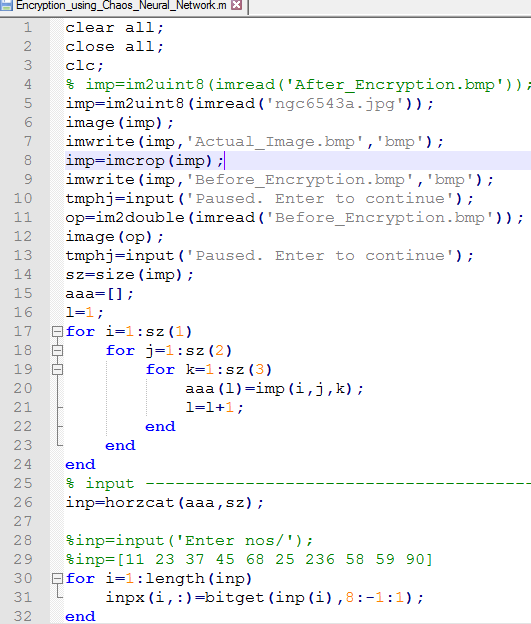 Encryption_using_Chaos_Neural_Network.m
1 clear all;
2 close all;
3 clc;
4 % imp=im2uint8(imread('After_Encryption.bmp'));
5 imp=im2uint8(imread('ngc6543a.jpg'));
6 image(imp);
7 imwrite(imp,'Actual_Image.bmp','bmp');
8 imp=imcrop(imp);
9 imwrite(imp,'Before_Encryption.bmp','bmp');
10 tmphj=input('Paused. Enter to continue');
11 op=im2double(imread('Before_Encryption.bmp'));
12 image(op);
13 tmphj=input('Paused. Enter to continue');
14 sz=size(imp);
15 aaa=[];
16 l=1;
17 for i=1:sz(1)
18     for j=1:sz(2)
19         for k=1:sz(3)
20             aaa(l)=imp(i,j,k);
21             l=l+1;
22         end
23     end
24 end
25 % input ---------------------------------------
26 inp=horzcat(aaa,sz);
27
28 %inp=input('Enter nos/');
29 %inp=[11 23 37 45 68 25 236 58 59 90]
30 for i=1:length(inp)
31     inpx(i,:)=bitget(inp(i),8:-1:1);
32 end